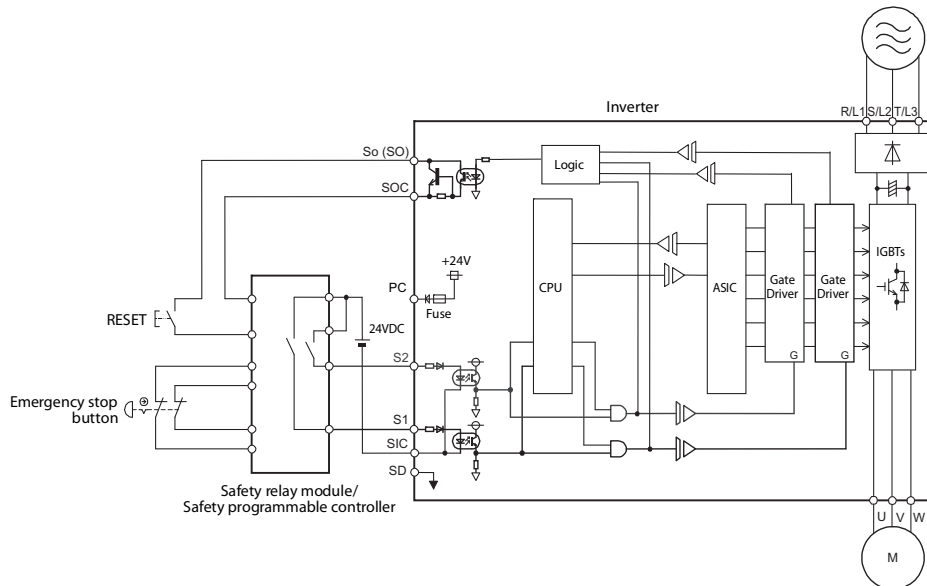 Inverter
R/L1 S/L2 T/L3
So (SO)
SOC
Logic
+24V
PC
Fuse
CPU
ASIC
Gate
Driver
G
Gate
Driver
G
IGBTs
RESET
24VDC
S2
Emergency stop
button
S1
SIC
SD
Safety relay module/
Safety programmable controller
U V W
M